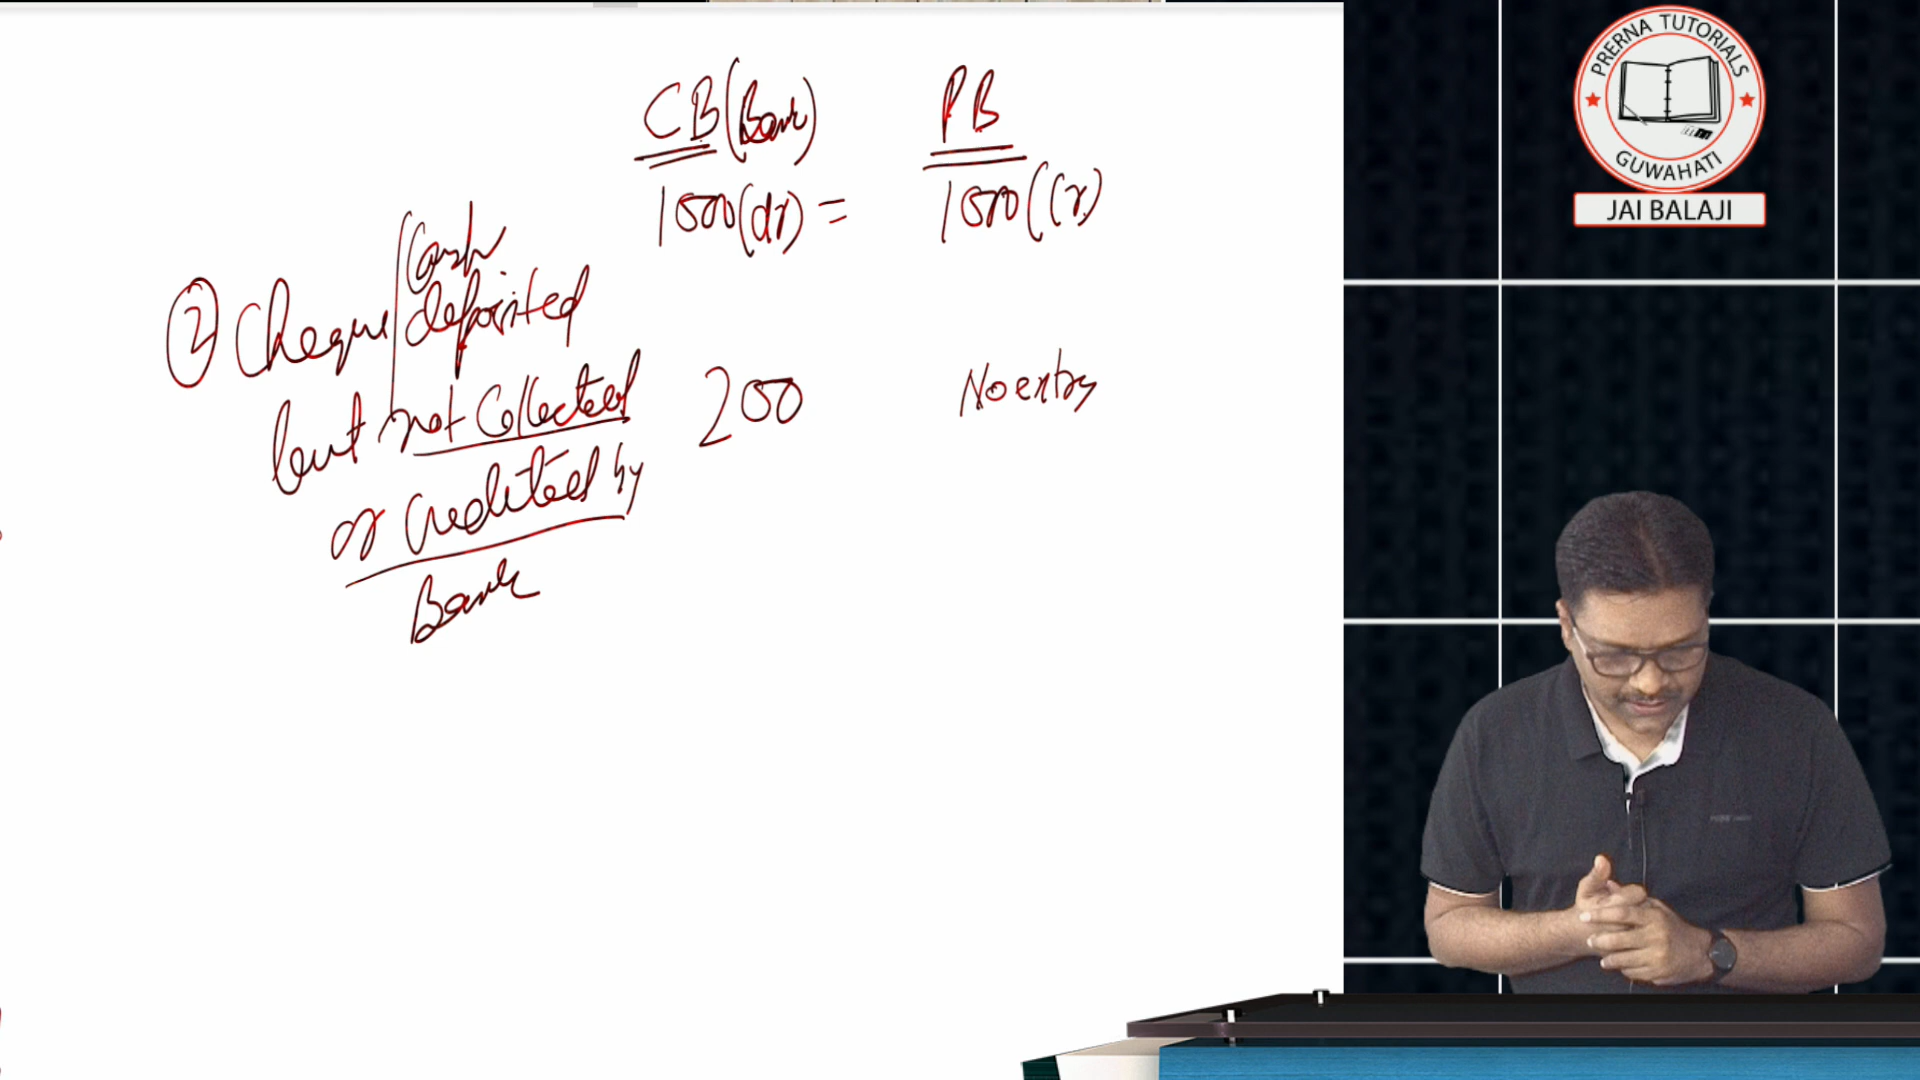 CB (Bank) PB
1500 (dr) = 1500 (Cr)
② Cheque / Cash deposited
but not collected 200 No entry
or credited by
Bank
PRERNA TUTORIALS
GUWAHATI
JAI BALAJI